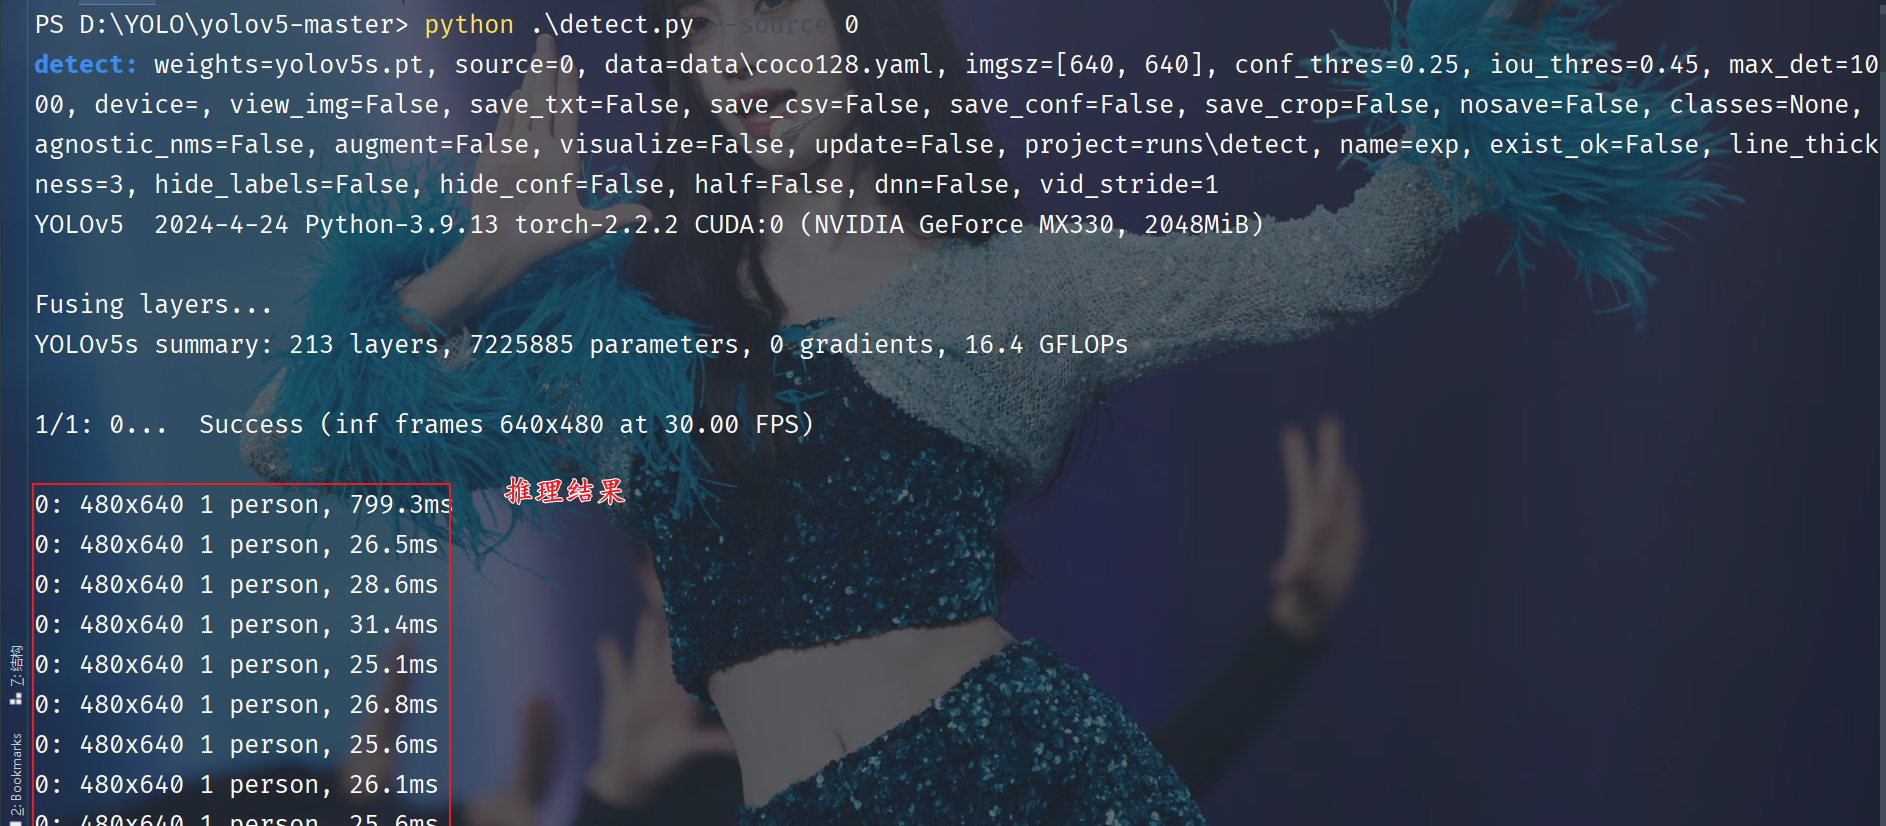 PS D:\YOLO\yolov5-master> python .\detect.py --source 0
detect: weights=yolov5s.pt, source=0, data=data\coco128.yaml, imgsz=[640, 640], conf_thres=0.25, iou_thres=0.45, max_det=10
00, device=, view_img=False, save_txt=False, save_csv=False, save_conf=False, save_crop=False, nosave=False, classes=None,
agnostic_nms=False, augment=False, visualize=False, update=False, project=runs\detect, name=exp, exist_ok=False, line_thick
ness=3, hide_labels=False, hide_conf=False, half=False, dnn=False, vid_stride=1
YOLOv5  2024-4-24 Python-3.9.13 torch-2.2.2 CUDA:0 (NVIDIA GeForce MX330, 2048MiB)
Fusing layers...
YOLOv5s summary: 213 layers, 7225885 parameters, 0 gradients, 16.4 GFLOPs
1/1: 0...  Success (inf frames 640x480 at 30.00 FPS)
推理结果
0: 480x640 1 person, 799.3ms
0: 480x640 1 person, 26.5ms
0: 480x640 1 person, 28.6ms
0: 480x640 1 person, 31.4ms
0: 480x640 1 person, 25.1ms
0: 480x640 1 person, 26.8ms
0: 480x640 1 person, 25.6ms
0: 480x640 1 person, 26.1ms
0: 480x640 1 person, 25.6ms
7: 结构
2: Bookmarks